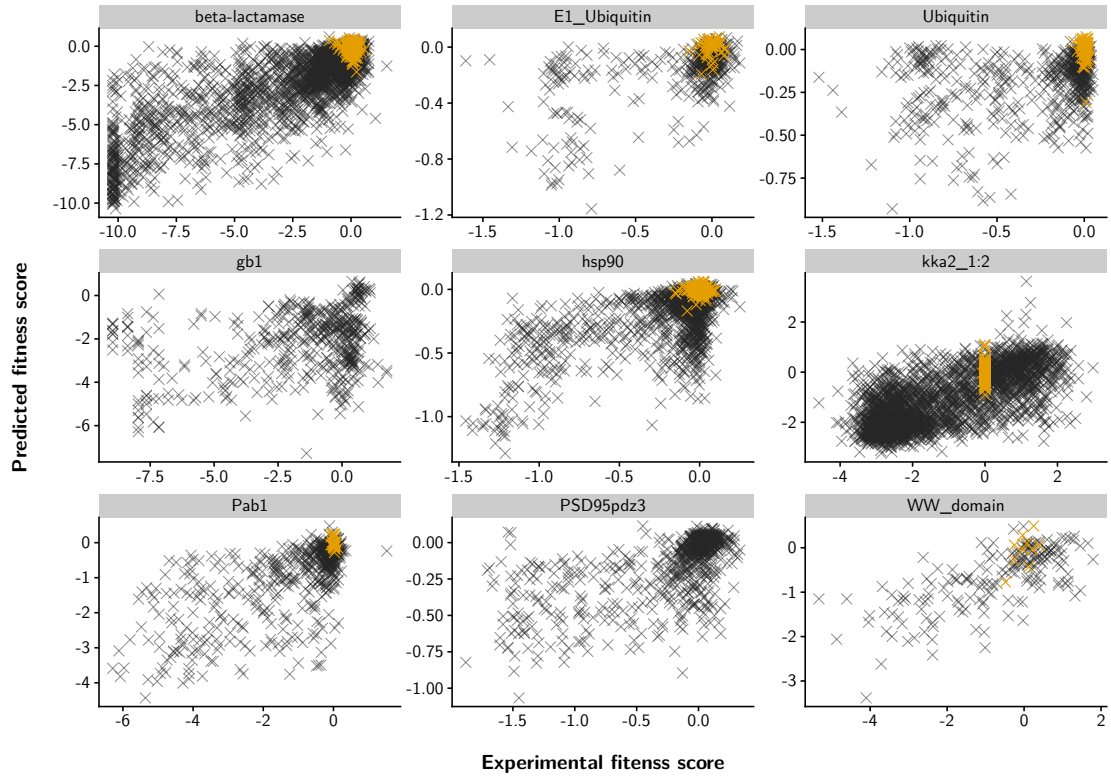 beta-lactamase E1_Ubiquitin Ubiquitin
0.0 0.0 0.00
-2.5 -0.4 -0.25
-5.0 -0.8 -0.50
-7.5 -1.2 -0.75
-10.0
-10.0 -7.5 -5.0 -2.5 0.0 -1.5 -1.0 -0.5 0.0 -1.5 -1.0 -0.5 0.0
gb1 hsp90 kka2_1:2
0 0.0 2
-2 -0.5 0
-4 -1.0 -2
-6
-7.5 -5.0 -2.5 0.0 -1.5 -1.0 -0.5 0.0 -4 -2 0 2
Predicted fitness score
Pab1 PSD95pdz3 WW_domain
0 0.00 0
-1 -0.25 -1
-2 -0.50 -2
-3 -0.75 -3
-4 -1.00
-6 -4 -2 0 -1.5 -1.0 -0.5 0.0 -4 -2 0 2
Experimental fitenss score